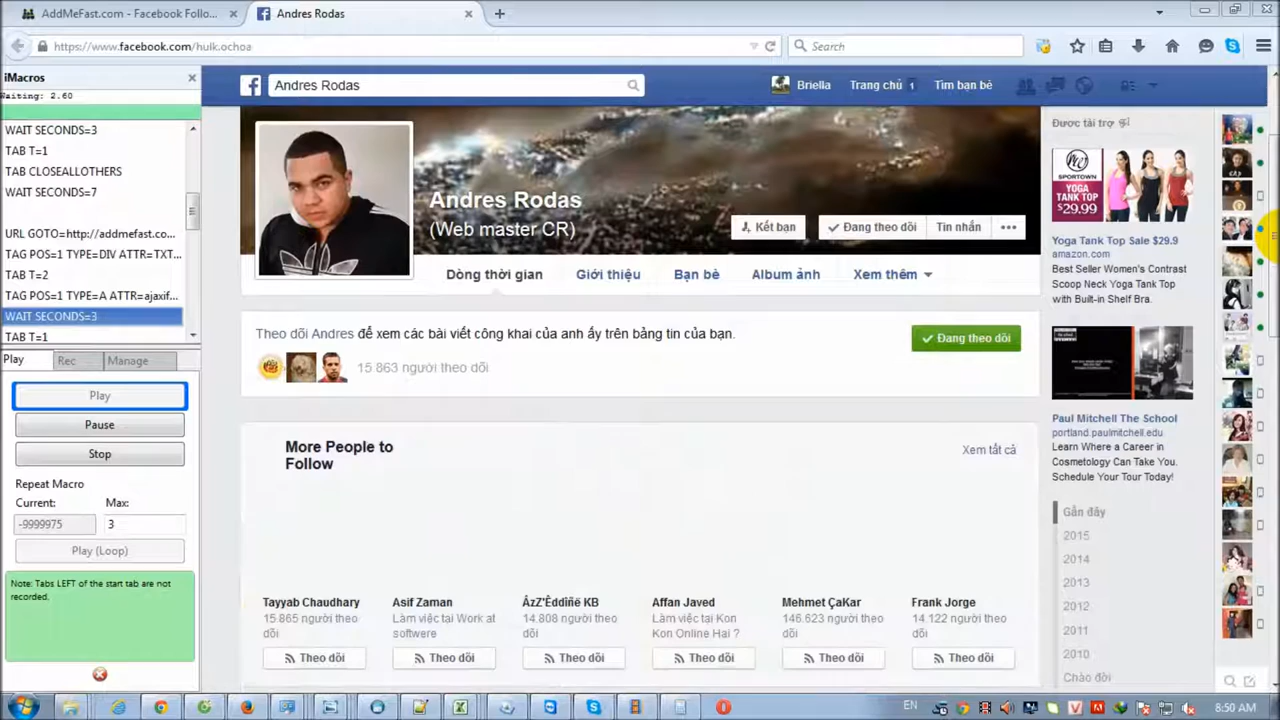 AddMeFast.com - Facebook Follo...
Andres Rodas
https://www.facebook.com/hulk.ochoa
Search
iMacros
Waiting: 2.60
WAIT SECONDS=3
TAB T=1
TAB CLOSEALLOTHERS
WAIT SECONDS=7
URL GOTO=http://addmefast.co...
TAG POS=1 TYPE=DIV ATTR=TXT...
TAB T=2
TAG POS=1 TYPE=A ATTR=ajaxif...
WAIT SECONDS=3
TAB T=1
Play
Rec
Manage
Play
Pause
Stop
Repeat Macro
Current:
Max:
-9999975
3
Play (Loop)
Note: Tabs LEFT of the start tab are not
recorded.
Andres Rodas
Briella
Trang chủ 1
Tìm bạn bè
Andres Rodas
(Web master CR)
Kết bạn
Đang theo dõi
Tin nhắn
Dòng thời gian
Giới thiệu
Bạn bè
Album ảnh
Xem thêm
Theo dõi Andres để xem các bài viết công khai của anh ấy trên bảng tin của bạn.
Đang theo dõi
15 863 người theo dõi
More People to
Follow
Xem tất cả
Tayyab Chaudhary
15 865 người theo
dõi
Theo dõi
Asif Zaman
Làm việc tại Work at
softwere
Theo dõi
ÂzZ'Ëddîñë KB
14.808 người theo
dõi
Theo dõi
Affan Javed
Làm việc tại Kon
Kon Online Hai ?
Theo dõi
Mehmet ÇaKar
146.623 người theo
dõi
Theo dõi
Frank Jorge
14.122 người theo
dõi
Theo dõi
Được tài trợ
SPORTOWN
YOGA
TANK TOP
$29.99
Yoga Tank Top Sale $29.9
amazon.com
Best Seller Women's Contrast
Scoop Neck Yoga Tank Top
with Built-in Shelf Bra.
Paul Mitchell The School
portland.paulmitchell.edu
Learn Where a Career in
Cosmetology Can Take You.
Schedule Your Tour Today!
Gần đây
2015
2014
2013
2012
2011
2010
Chào đời
EN
8:50 AM